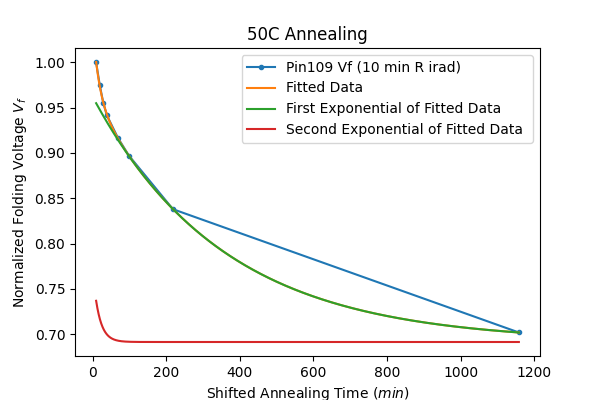 50C Annealing
Normalized Folding Voltage V_f
1.00
0.95
0.90
0.85
0.80
0.75
0.70
Pin109 Vf (10 min R irad)
Fitted Data
First Exponential of Fitted Data
Second Exponential of Fitted Data
0 200 400 600 800 1000 1200
Shifted Annealing Time (min)